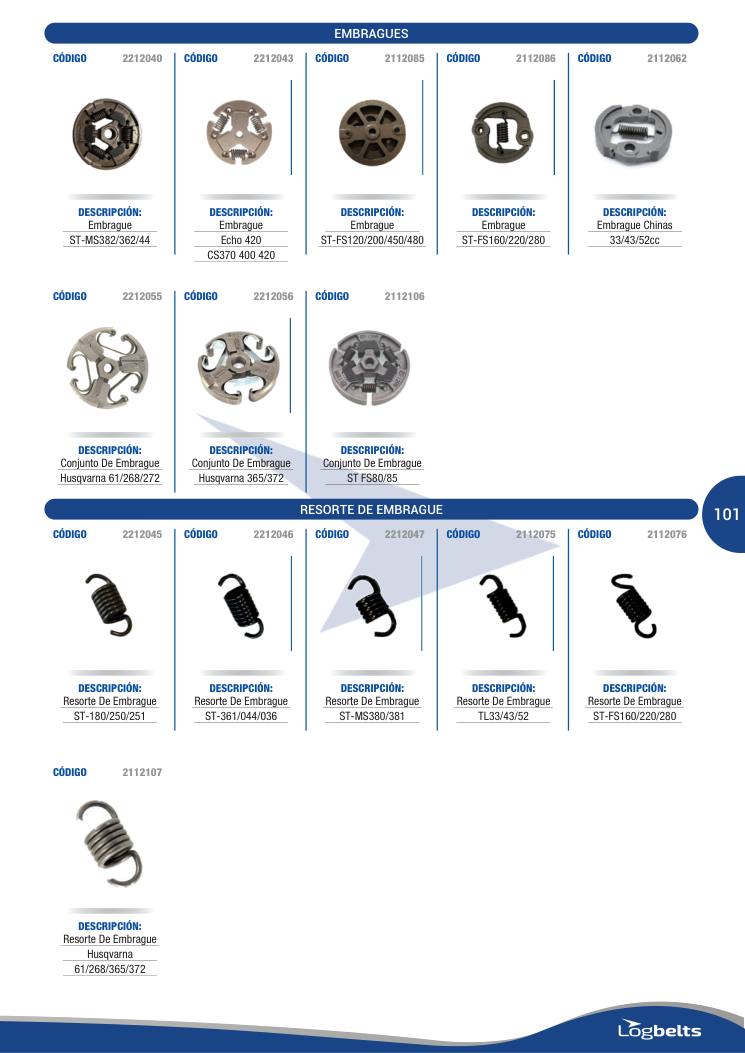 EMBRAGUES
CÓDIGO 2212040
DESCRIPCIÓN:
Embrague
ST-MS382/362/44
CÓDIGO 2212043
DESCRIPCIÓN:
Embrague
Echo 420
CS370 400 420
CÓDIGO 2112085
DESCRIPCIÓN:
Embrague
ST-FS120/200/450/480
CÓDIGO 2112086
DESCRIPCIÓN:
Embrague
ST-FS160/220/280
CÓDIGO 2112062
DESCRIPCIÓN:
Embrague Chinas
33/43/52cc
CÓDIGO 2212055
DESCRIPCIÓN:
Conjunto De Embrague
Husqvarna 61/268/272
CÓDIGO 2212056
DESCRIPCIÓN:
Conjunto De Embrague
Husqvarna 365/372
CÓDIGO 2112106
DESCRIPCIÓN:
Conjunto De Embrague
ST FS80/85
RESORTE DE EMBRAGUE
101
CÓDIGO 2212045
DESCRIPCIÓN:
Resorte De Embrague
ST-180/250/251
CÓDIGO 2212046
DESCRIPCIÓN:
Resorte De Embrague
ST-361/044/036
CÓDIGO 2212047
DESCRIPCIÓN:
Resorte De Embrague
ST-MS380/381
CÓDIGO 2112075
DESCRIPCIÓN:
Resorte De Embrague
TL33/43/52
CÓDIGO 2112076
DESCRIPCIÓN:
Resorte De Embrague
ST-FS160/220/280
CÓDIGO 2112107
DESCRIPCIÓN:
Resorte De Embrague
Husqvarna
61/268/365/372
Logbelts